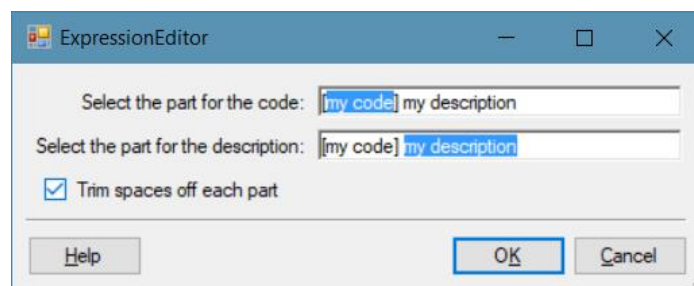 ExpressionEditor
Select the part for the code: [my code] my description
Select the part for the description: [my code] my description
Trim spaces off each part
Help OK Cancel